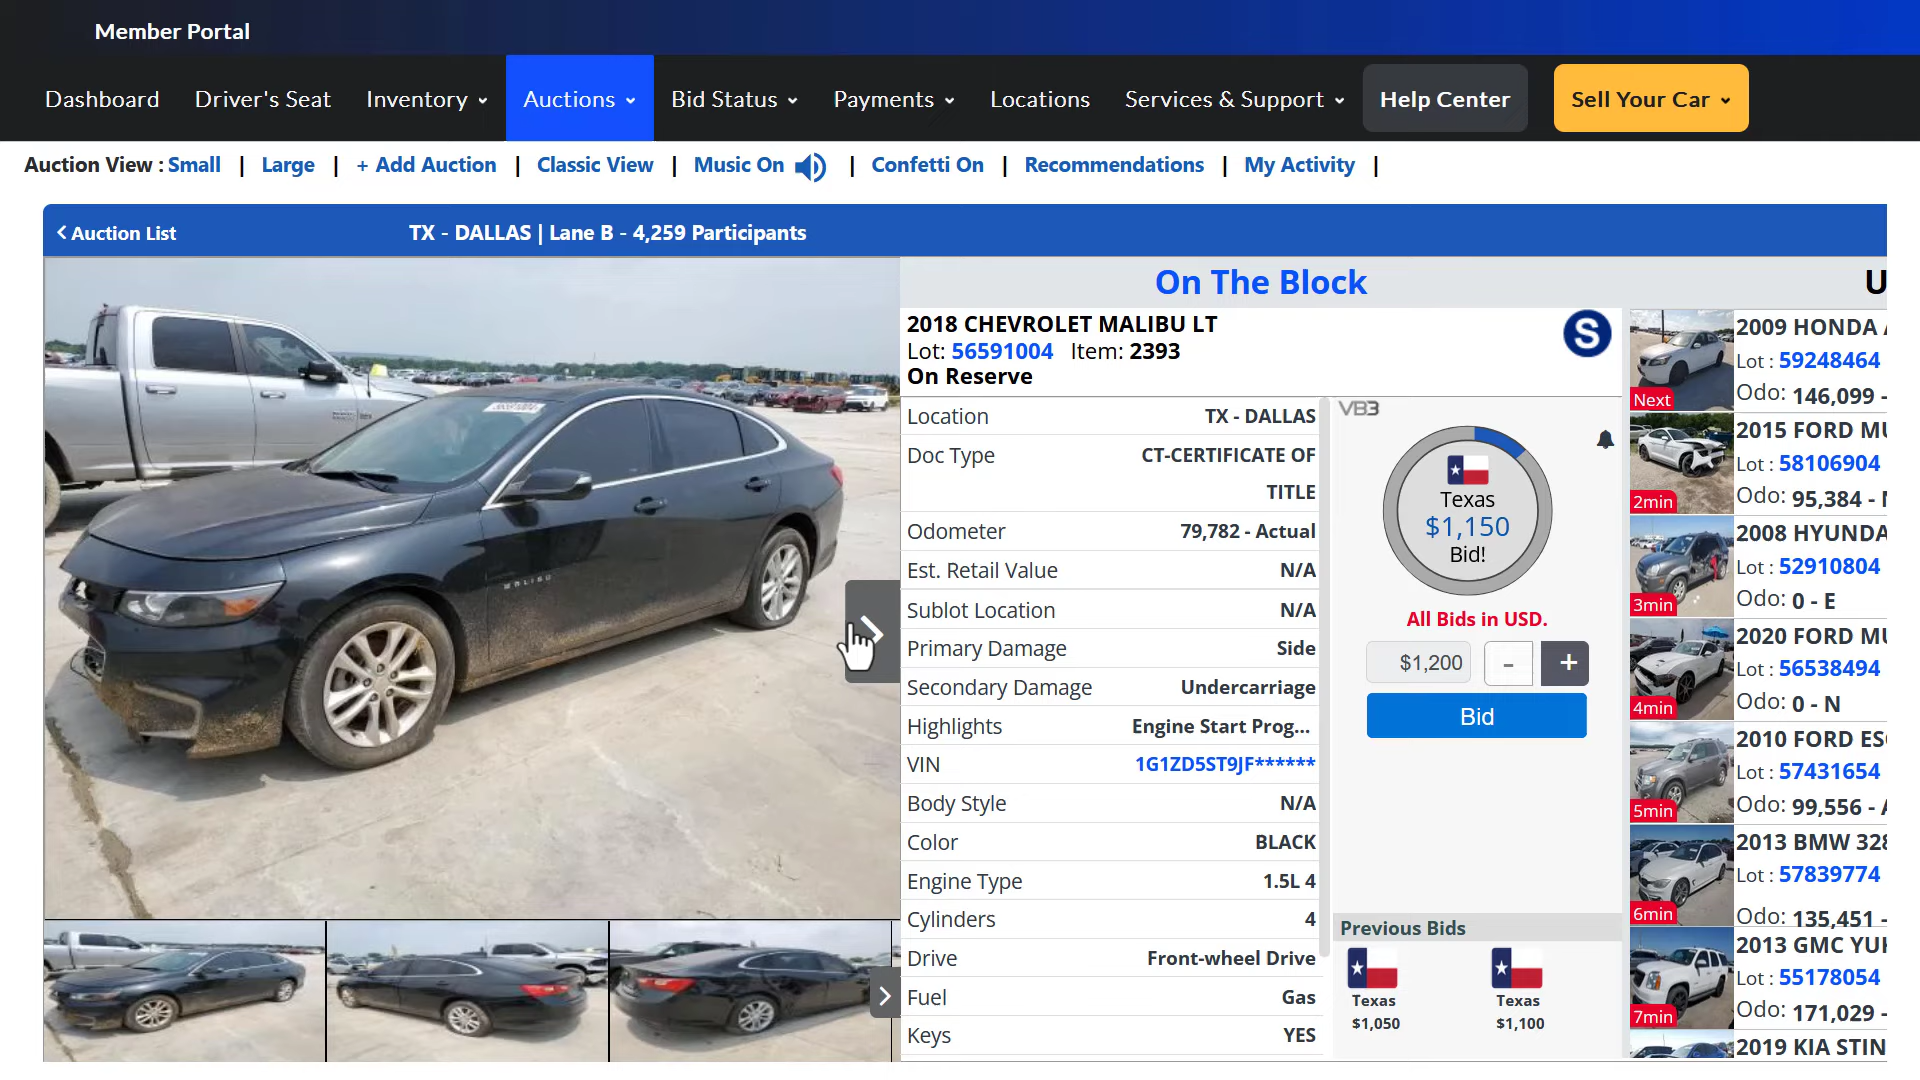 Member Portal
Dashboard Driver's Seat Inventory Auctions Bid Status Payments Locations Services & Support Help Center Sell Your Car
Auction View : Small | Large | + Add Auction | Classic View | Music On | Confetti On | Recommendations | My Activity |
Auction List TX - DALLAS | Lane B - 4,259 Participants
On The Block
U
2018 CHEVROLET MALIBU LT
Lot: 56591004 Item: 2393
On Reserve
S
Location TX - DALLAS
Doc Type CT-CERTIFICATE OF
TITLE
Odometer 79,782 - Actual
Est. Retail Value N/A
Sublot Location N/A
Primary Damage Side
Secondary Damage Undercarriage
Highlights Engine Start Prog...
VIN 1G1ZD5ST9JF******
Body Style N/A
Color BLACK
Engine Type 1.5L 4
Cylinders 4
Drive Front-wheel Drive
Fuel Gas
Keys YES
VB3
Texas
$1,150
Bid!
All Bids in USD.
$1,200 - +
Bid
Previous Bids
Texas Texas
$1,050 $1,100
2009 HONDA
Lot : 59248464
Odo: 146,099 -
Next
2015 FORD MU
Lot : 58106904
Odo: 95,384 - N
2min
2008 HYUNDA
Lot : 52910804
Odo: 0 - E
3min
2020 FORD MU
Lot : 56538494
Odo: 0 - N
4min
2010 FORD ES
Lot : 57431654
Odo: 99,556 - A
5min
2013 BMW 328
Lot : 57839774
Odo: 135,451 -
6min
2013 GMC YUK
Lot : 55178054
Odo: 171,029 -
7min
2019 KIA STIN
MALIBU
56591004